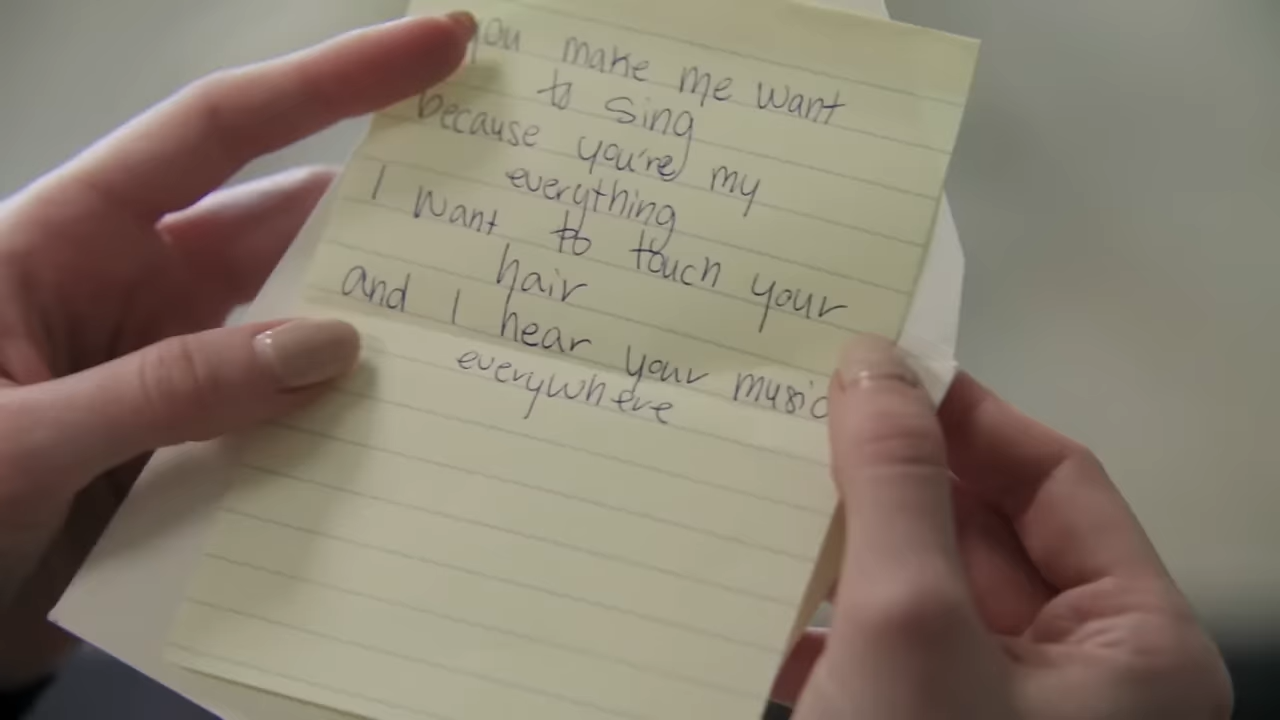 you make me want
to sing
because you're my
everything
I want to touch your
hair
and I hear your music
everywhere